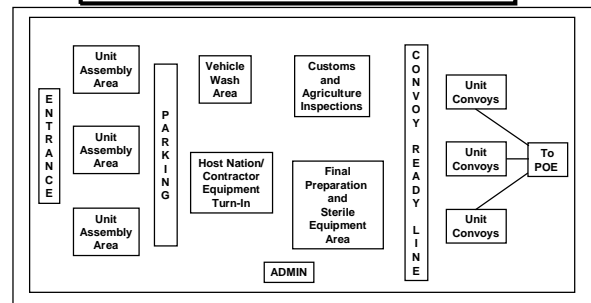 ENTRANCE
Unit
Assembly
Area
Unit
Assembly
Area
Unit
Assembly
Area
PARKING
Vehicle
Wash
Area
Host Nation/
Contractor
Equipment
Turn-In
Customs
and
Agriculture
Inspections
Final
Preparation
and
Sterile
Equipment
Area
ADMIN
CONVOY READY LINE
Unit
Convoys
Unit
Convoys
Unit
Convoys
To
POE